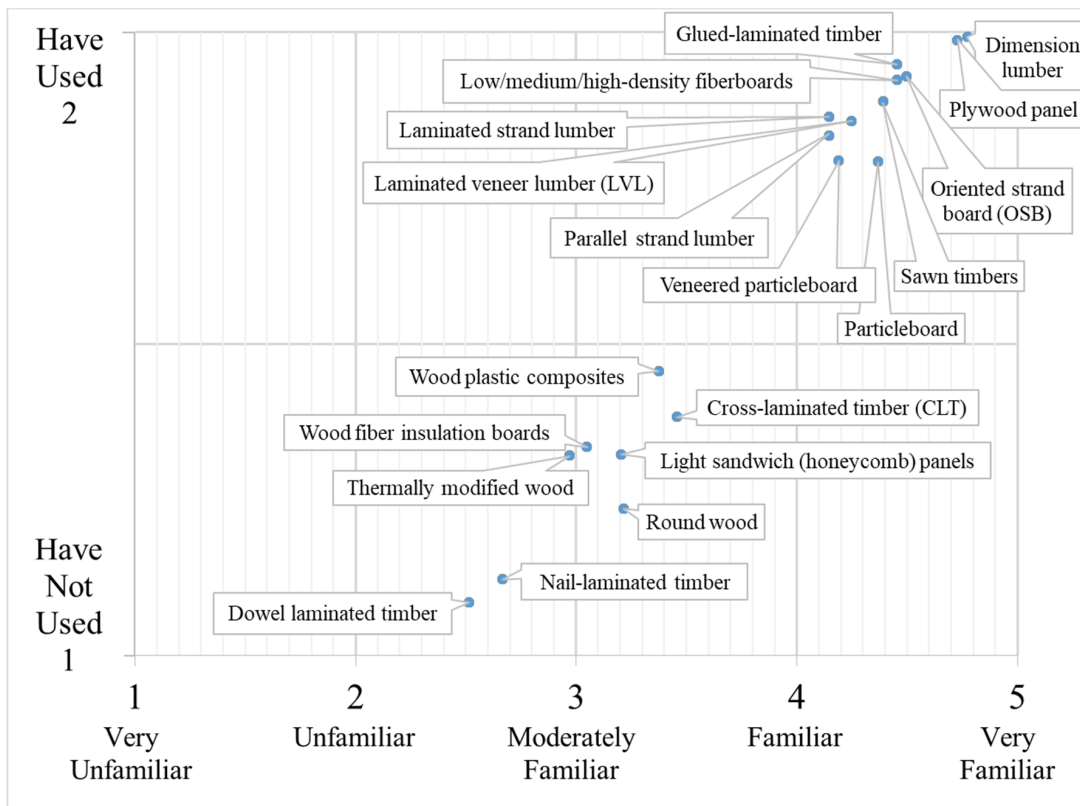 Have
Used
2
Glued-laminated timber
Dimension
lumber
Low/medium/high-density fiberboards
Plywood panel
Laminated strand lumber
Laminated veneer lumber (LVL)
Oriented strand
board (OSB)
Parallel strand lumber
Sawn timbers
Veneered particleboard
Particleboard
Wood plastic composites
Cross-laminated timber (CLT)
Wood fiber insulation boards
Light sandwich (honeycomb) panels
Thermally modified wood
Round wood
Have
Not
Used
1
Nail-laminated timber
Dowel laminated timber
1 2 3 4 5
Very
Unfamiliar
Unfamiliar
Moderately
Familiar
Familiar
Very
Familiar